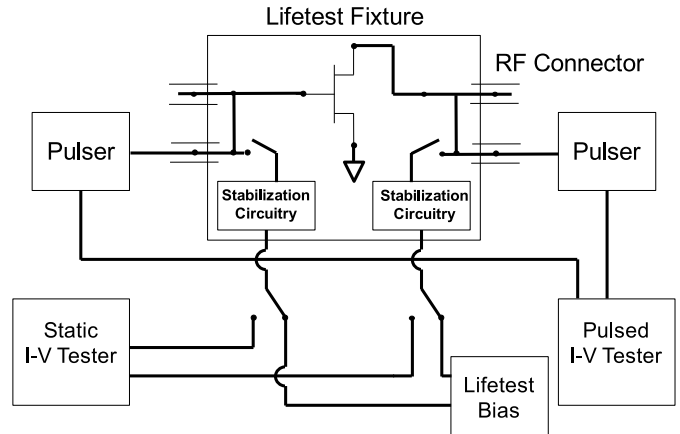 Lifetest Fixture
RF Connector
Pulser
Pulser
Stabilization
Circuitry
Stabilization
Circuitry
Static
I-V Tester
Pulsed
I-V Tester
Lifetest
Bias